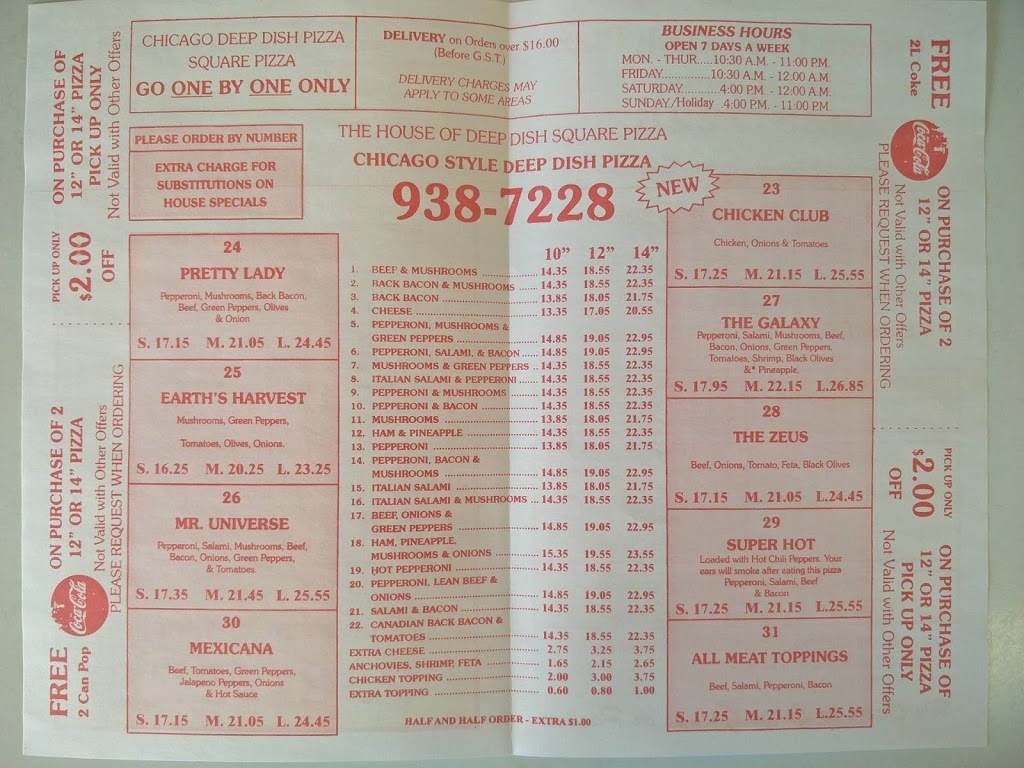 CHICAGO DEEP DISH PIZZA
SQUARE PIZZA
GO ONE BY ONE ONLY
DELIVERY on Orders over $16.00
(Before G.S.T.)
DELIVERY CHARGES MAY
APPLY TO SOME AREAS
BUSINESS HOURS
OPEN 7 DAYS A WEEK
MON. - THUR.....10:30 A.M. - 11:00 PM.
FRIDAY..............10:30 A.M. - 12:00 A.M.
SATURDAY..........4:00 P.M. - 12:00 A.M.
SUNDAY/Holiday .4:00 P.M. - 11:00 P.M.
PLEASE ORDER BY NUMBER
EXTRA CHARGE FOR
SUBSTITUTIONS ON
HOUSE SPECIALS
THE HOUSE OF DEEP DISH SQUARE PIZZA
CHICAGO STYLE DEEP DISH PIZZA
938-7228
NEW
24
PRETTY LADY
Pepperoni, Mushrooms, Back Bacon,
Beef, Green Peppers, Olives
& Onion
S. 17.15 M. 21.05 L. 24.45
25
EARTH'S HARVEST
Mushrooms, Green Peppers,
Tomatoes, Olives, Onions.
S. 16.25 M. 20.25 L. 23.25
26
MR. UNIVERSE
Pepperoni, Salami, Mushrooms, Beef,
Bacon, Onions, Green Peppers,
& Tomatoes.
S. 17.35 M. 21.45 L. 25.55
30
MEXICANA
Beef, Tomatoes, Green Peppers,
Jalapeno Peppers, Onions
& Hot Sauce
S. 17.15 M. 21.05 L. 24.45
10" 12" 14"
1. BEEF & MUSHROOMS ............... 14.35 18.55 22.35
2. BACK BACON & MUSHROOMS ...... 14.35 18.55 22.35
3. BACK BACON ......................... 13.85 18.05 21.75
4. CHEESE ................................ 13.35 17.05 20.55
5. PEPPERONI, MUSHROOMS &
GREEN PEPPERS ..................... 14.85 19.05 22.95
6. PEPPERONI, SALAMI, & BACON ..... 14.85 19.05 22.95
7. MUSHROOMS & GREEN PEPPERS .. 14.35 18.55 22.35
8. ITALIAN SALAMI & PEPPERONI ..... 14.35 18.55 22.35
9. PEPPERONI & MUSHROOMS ......... 14.35 18.55 22.35
10. PEPPERONI & BACON ............... 14.35 18.55 22.35
11. MUSHROOMS ........................ 13.85 18.05 21.75
12. HAM & PINEAPPLE .................. 14.35 18.55 22.35
13. PEPPERONI .......................... 13.85 18.05 21.75
14. PEPPERONI, BACON &
MUSHROOMS ........................ 14.85 19.05 22.95
15. ITALIAN SALAMI .................... 13.85 18.05 21.75
16. ITALIAN SALAMI & MUSHROOMS ... 14.35 18.55 22.35
17. BEEF, ONIONS &
GREEN PEPPERS ..................... 14.85 19.05 22.95
18. HAM, PINEAPPLE,
MUSHROOMS & ONIONS ............ 15.35 19.55 23.55
19. HOT PEPPERONI .................... 14.35 18.55 22.35
20. PEPPERONI, LEAN BEEF &
ONIONS ............................... 14.85 19.05 22.95
21. SALAMI & BACON ................... 14.35 18.55 22.35
22. CANADIAN BACK BACON &
TOMATOES ........................... 14.35 18.55 22.35
EXTRA CHEESE ........................... 2.75 3.25 3.75
ANCHOVIES, SHRIMP, FETA ............ 1.65 2.15 2.65
CHICKEN TOPPING ...................... 2.00 3.00 3.75
EXTRA TOPPING ......................... 0.60 0.80 1.00
HALF AND HALF ORDER - EXTRA $1.00
23
CHICKEN CLUB
Chicken, Onions & Tomatoes
S. 17.25 M. 21.15 L. 25.55
27
THE GALAXY
Pepperoni, Salami, Mushrooms, Beef,
Bacon, Onions, Green Peppers,
Tomatoes, Shrimp, Black Olives
&* Pineapple.
S. 17.95 M. 22.15 L.26.85
28
THE ZEUS
Beef, Onions, Tomato, Feta, Black Olives
S. 17.15 M. 21.05 L.24.45
29
SUPER HOT
Loaded with Hot Chili Peppers. Your
ears will smoke after eating this pizza
Pepperoni, Salami, Beef
& Bacon
S. 17.25 M. 21.15 L.25.55
31
ALL MEAT TOPPINGS
Beef, Salami, Pepperoni, Bacon
S. 17.25 M. 21.15 L.25.55
PICK UP ONLY
$2.00
OFF
ON PURCHASE OF
12" OR 14" PIZZA
PICK UP ONLY
Not Valid with Other Offers
FREE
2 Can Pop
Coca-Cola
ON PURCHASE OF 2
12" OR 14" PIZZA
Not Valid with Other Offers
PLEASE REQUEST WHEN ORDERING
FREE
2L Coke
Coca-Cola
ON PURCHASE OF 2
12" OR 14" PIZZA
Not Valid with Other Offers
PLEASE REQUEST WHEN ORDERING
PICK UP ONLY
$2.00
OFF
ON PURCHASE OF
12" OR 14" PIZZA
PICK UP ONLY
Not Valid with Other Offers